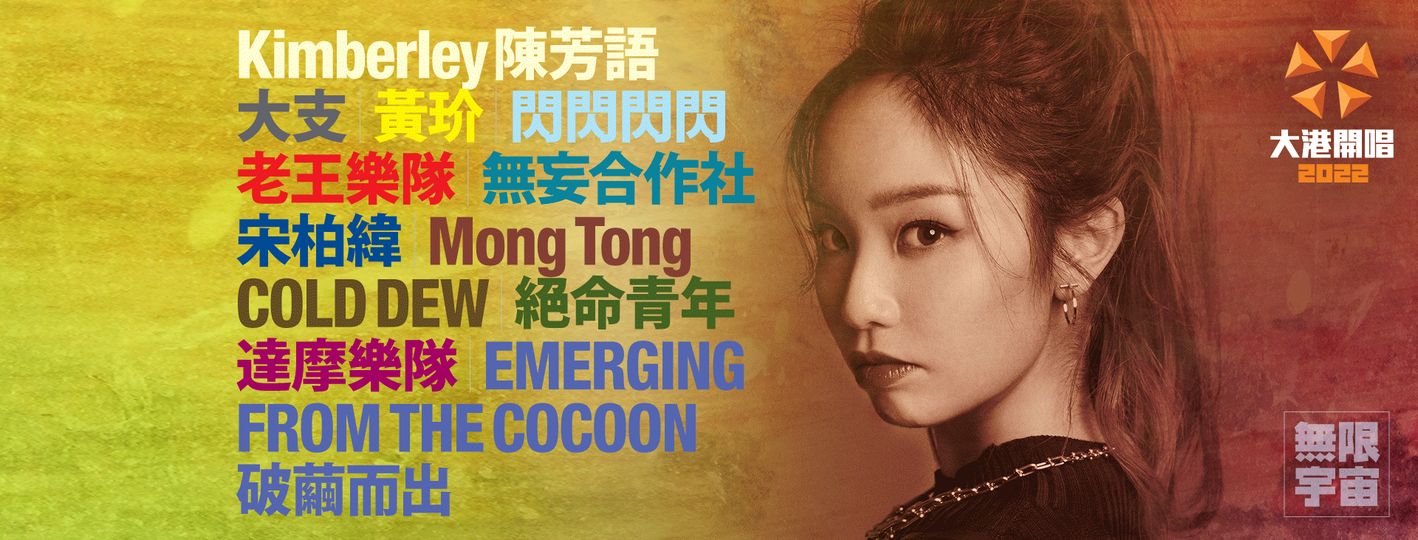 Kimberley 陳芳語
大支 | 黃玠 | 閃閃閃閃
老王樂隊 | 無妄合作社
宋柏緯 | Mong Tong
COLD DEW | 絕命青年
達摩樂隊 | EMERGING
FROM THE COCOON
破繭而出
大港開唱
2022
無限
宇宙